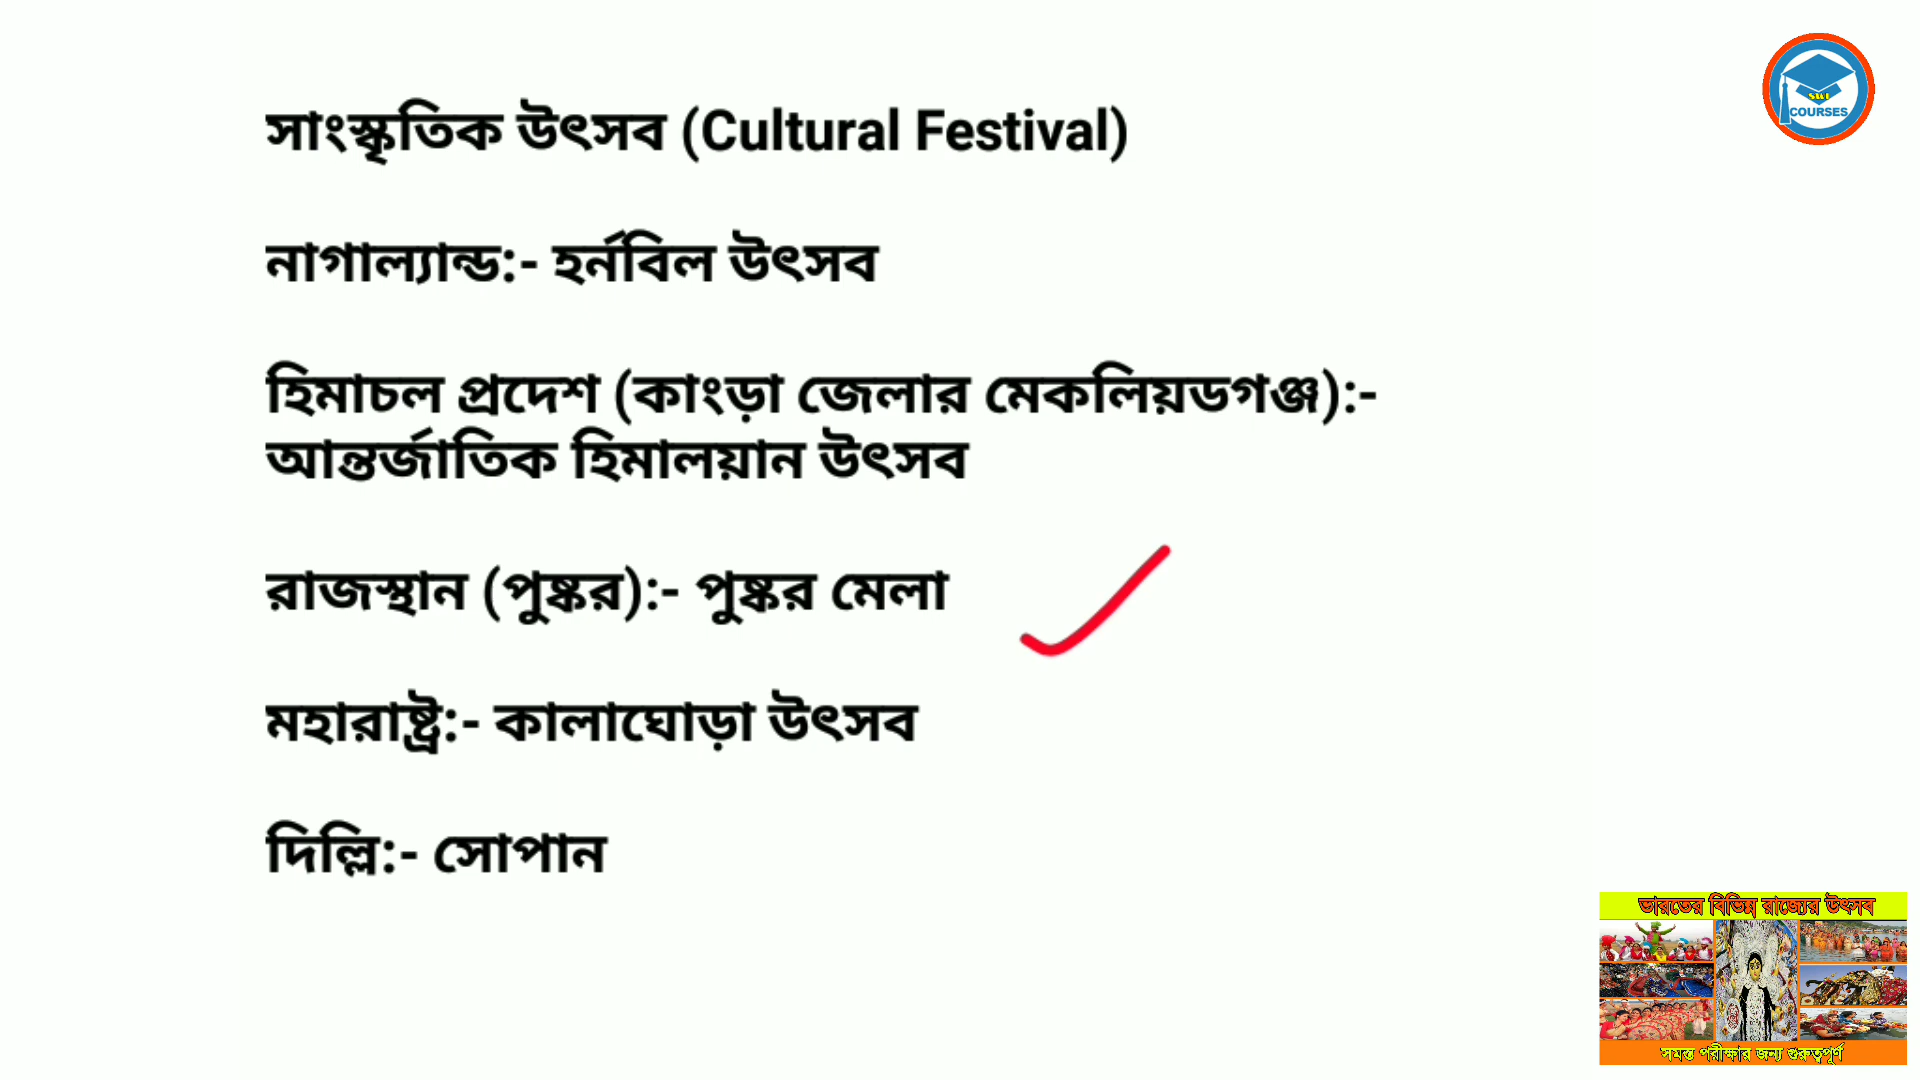 সাংস্কৃতিক উৎসব (Cultural Festival)
নাগাল্যান্ড:- হর্নবিল উৎসব
হিমাচল প্রদেশ (কাংড়া জেলার মেকলিয়ডগঞ্জ):-
আন্তর্জাতিক হিমালয়ান উৎসব
রাজস্থান (পুষ্কর):- পুষ্কর মেলা
মহারাষ্ট্র:- কালাঘোড়া উৎসব
দিল্লি:- সোপান
SWI
COURSES
ভারতের বিভিন্ন রাজ্যের উৎসব
সমস্ত পরীক্ষার জন্য গুরুত্বপূর্ণ